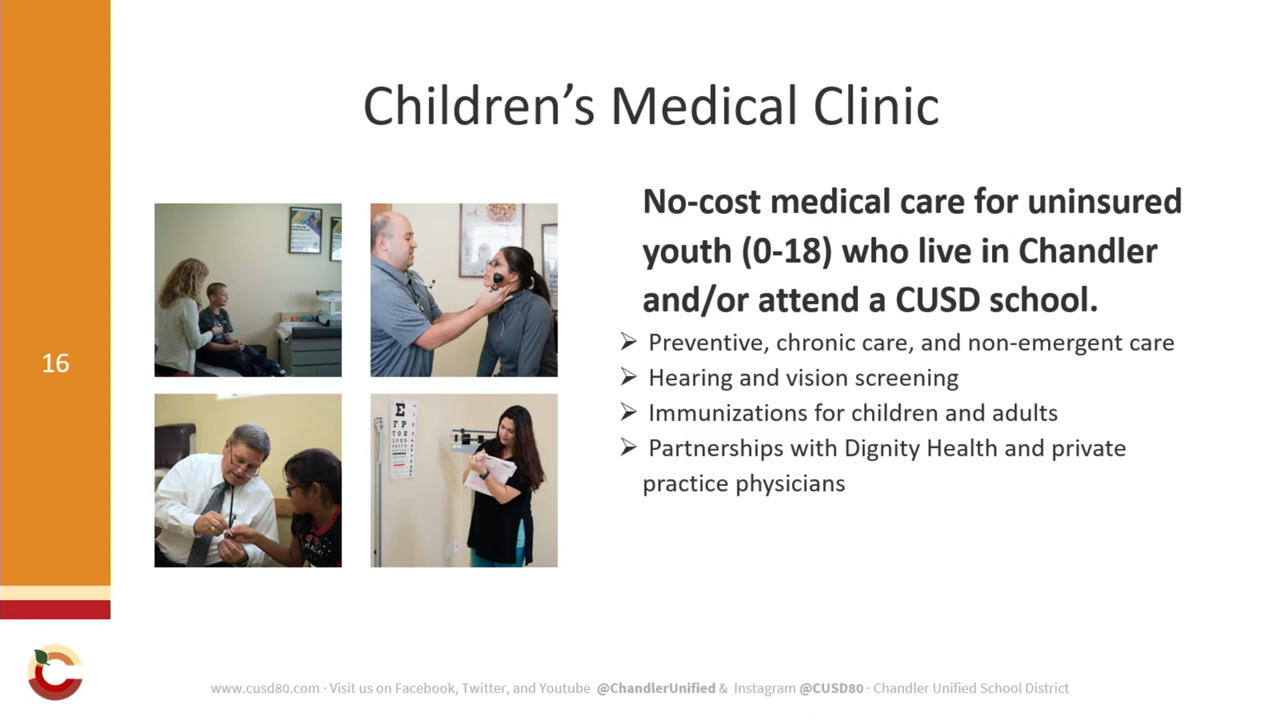 Children’s Medical Clinic
No-cost medical care for uninsured
youth (0-18) who live in Chandler
and/or attend a CUSD school.
➢ Preventive, chronic care, and non-emergent care
➢ Hearing and vision screening
➢ Immunizations for children and adults
➢ Partnerships with Dignity Health and private
practice physicians
16
E
F P
T O Z
www.cusd80.com · Visit us on Facebook, Twitter, and Youtube @ChandlerUnified & Instagram @CUSD80 · Chandler Unified School District